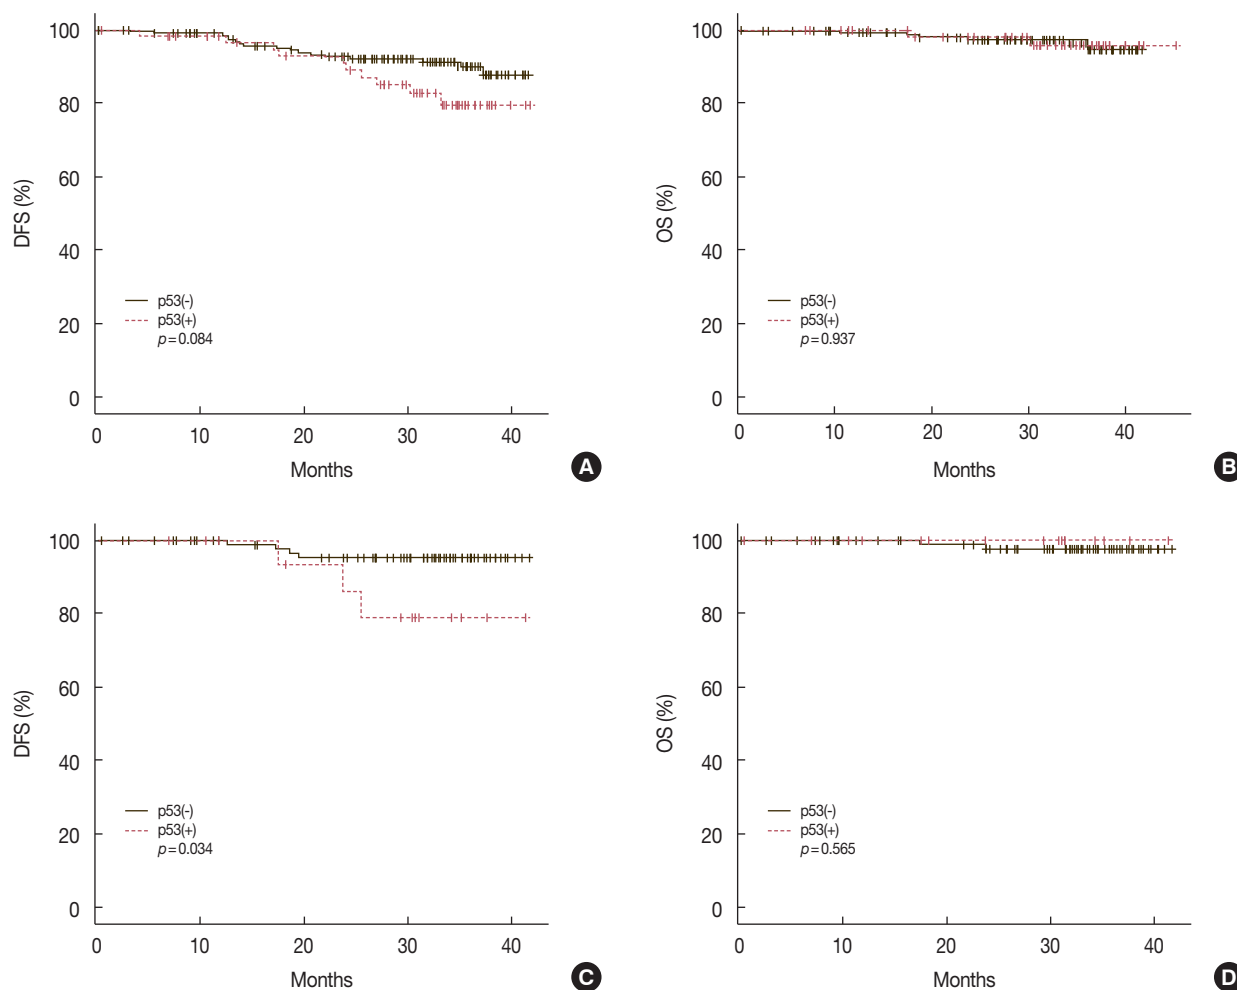 100
80
60
40
20
0
DFS (%)
p53(-)
p53(+)
p=0.084
0 10 20 30 40
Months
A
100
80
60
40
20
0
OS (%)
p53(-)
p53(+)
p=0.937
0 10 20 30 40
Months
B
100
80
60
40
20
0
DFS (%)
p53(-)
p53(+)
p=0.034
0 10 20 30 40
Months
C
100
80
60
40
20
0
OS (%)
p53(-)
p53(+)
p=0.565
0 10 20 30 40
Months
D